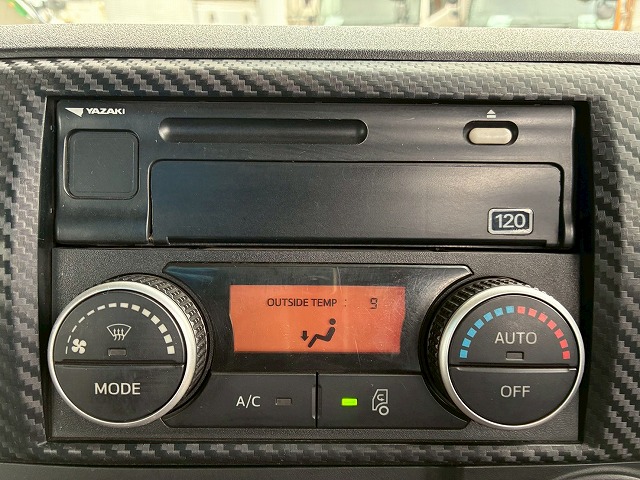 YAZAKI
120
OUTSIDE TEMP : 9
MODE
A/C
AUTO
OFF